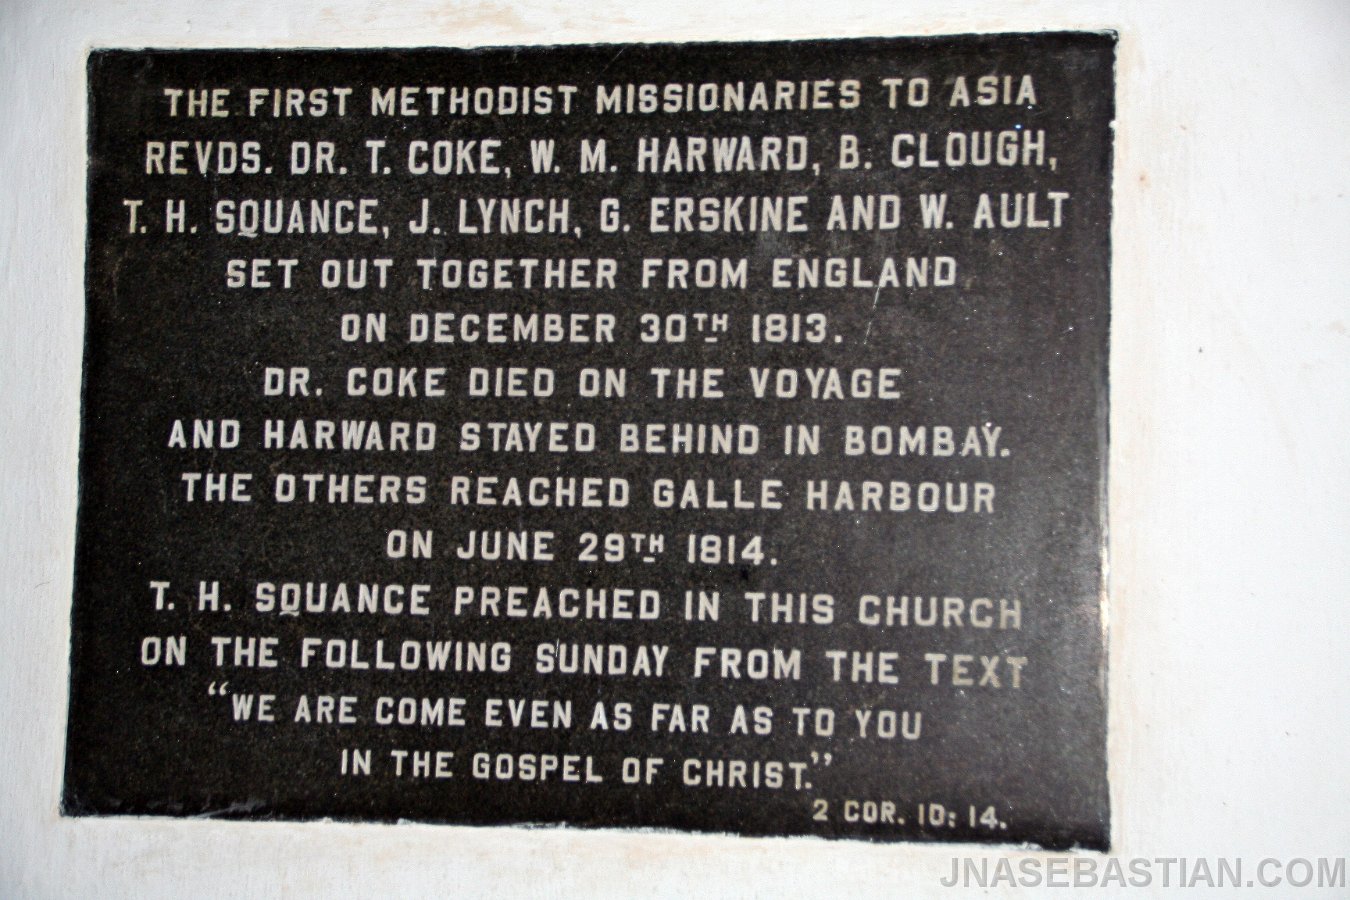 THE FIRST METHODIST MISSIONARIES TO ASIA
REVDS. DR. T. COKE, W. M. HARWARD, B. CLOUGH,
T. H. SQUANCE, J. LYNCH, G. ERSKINE AND W. AULT
SET OUT TOGETHER FROM ENGLAND
ON DECEMBER 30TH 1813.
DR. COKE DIED ON THE VOYAGE
AND HARWARD STAYED BEHIND IN BOMBAY.
THE OTHERS REACHED GALLE HARBOUR
ON JUNE 29TH 1814.
T. H. SQUANCE PREACHED IN THIS CHURCH
ON THE FOLLOWING SUNDAY FROM THE TEXT
“WE ARE COME EVEN AS FAR AS TO YOU
IN THE GOSPEL OF CHRIST.”
2 COR. 10: 14.
JNASEBASTIAN.COM